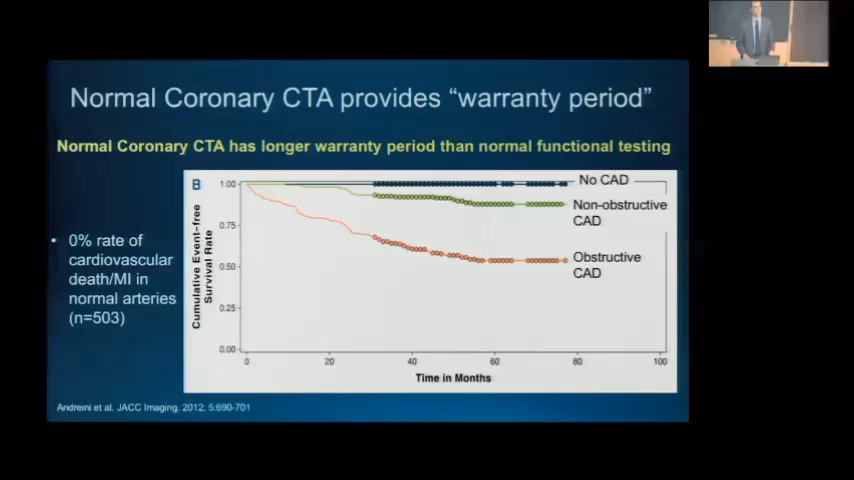 Normal Coronary CTA provides “warranty period”
Normal Coronary CTA has longer warranty period than normal functional testing
B
1.00
0.75
0.50
0.25
0.00
Cumulative Event-free
Survival Rate
No CAD
Non-obstructive
CAD
Obstructive
CAD
0
20
40
60
80
100
Time in Months
• 0% rate of
cardiovascular
death/MI in
normal arteries
(n=503)
Andreini et al. JACC Imaging. 2012; 5:690-701